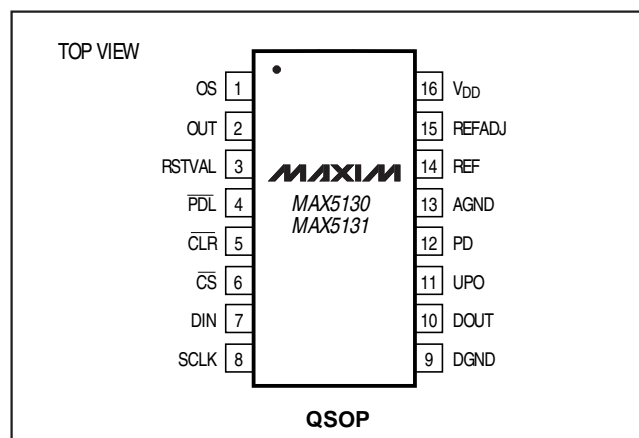 TOP VIEW
OS 1
OUT 2
RSTVAL 3
PDL 4
CLR 5
CS 6
DIN 7
SCLK 8
MAXIM
MAX5130
MAX5131
16 VDD
15 REFADJ
14 REF
13 AGND
12 PD
11 UPO
10 DOUT
9 DGND
QSOP